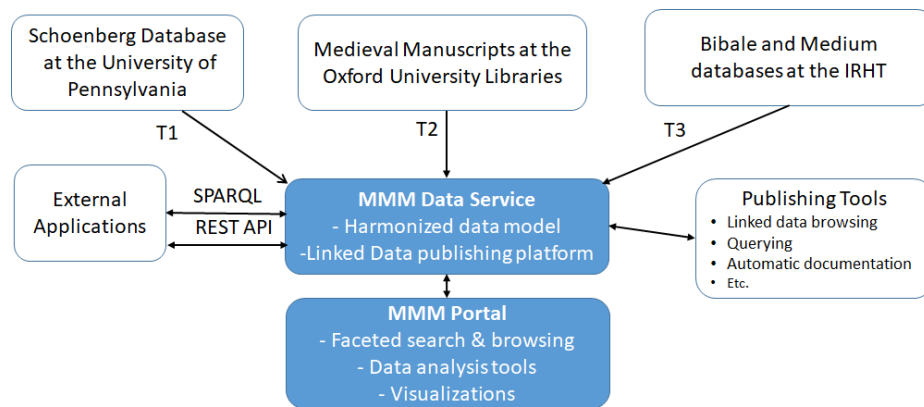 Schoenberg Database
at the University of
Pennsylvania
Medieval Manuscripts at the
Oxford University Libraries
Bibale and Medium
databases at the IRHT
T1
T2
T3
External
Applications
SPARQL
REST API
MMM Data Service
- Harmonized data model
-Linked Data publishing platform
Publishing Tools
• Linked data browsing
• Querying
• Automatic documentation
• Etc.
MMM Portal
- Faceted search & browsing
- Data analysis tools
- Visualizations